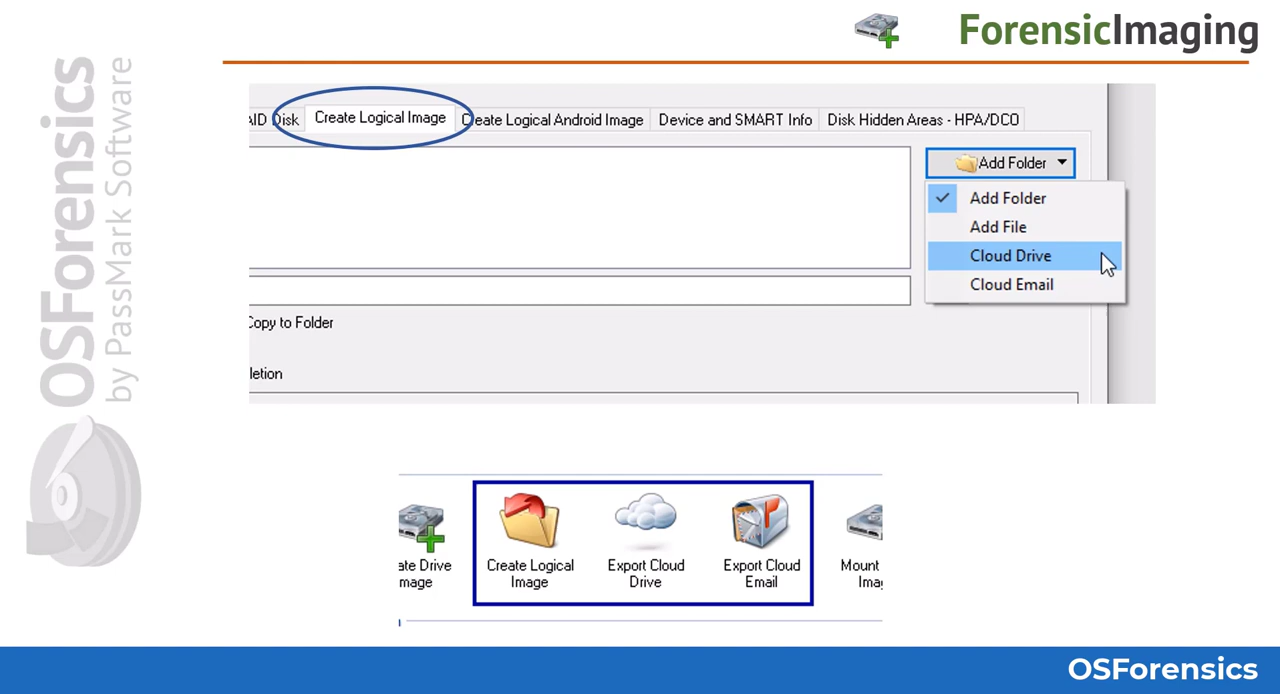 ForensicImaging
OSForensics
by PassMark Software
AID Disk
Create Logical Image
Create Logical Android Image
Device and SMART Info
Disk Hidden Areas - HPA/DCO
Add Folder
Add Folder
Add File
Cloud Drive
Cloud Email
Copy to Folder
letion
ate Drive
mage
Create Logical
Image
Export Cloud
Drive
Export Cloud
Email
Mount
Ima
OSForensics